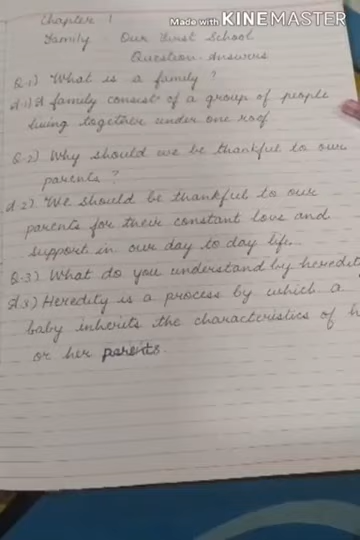 Made with KINEMASTER
Chapter 1
Family Our First School
Question-Answers
Q-1) What is a family ?
A.1) A family consist of a group of people
living together under one roof
Q-2) Why should we be thankful to our
parents ?
A.2) We should be thankful to our
parents for their constant love and
support in our day to day life..
Q-3) What do you understand by heredity
A.3) Heredity is a process by which a
baby inherits the characteristics of h
or her parents.